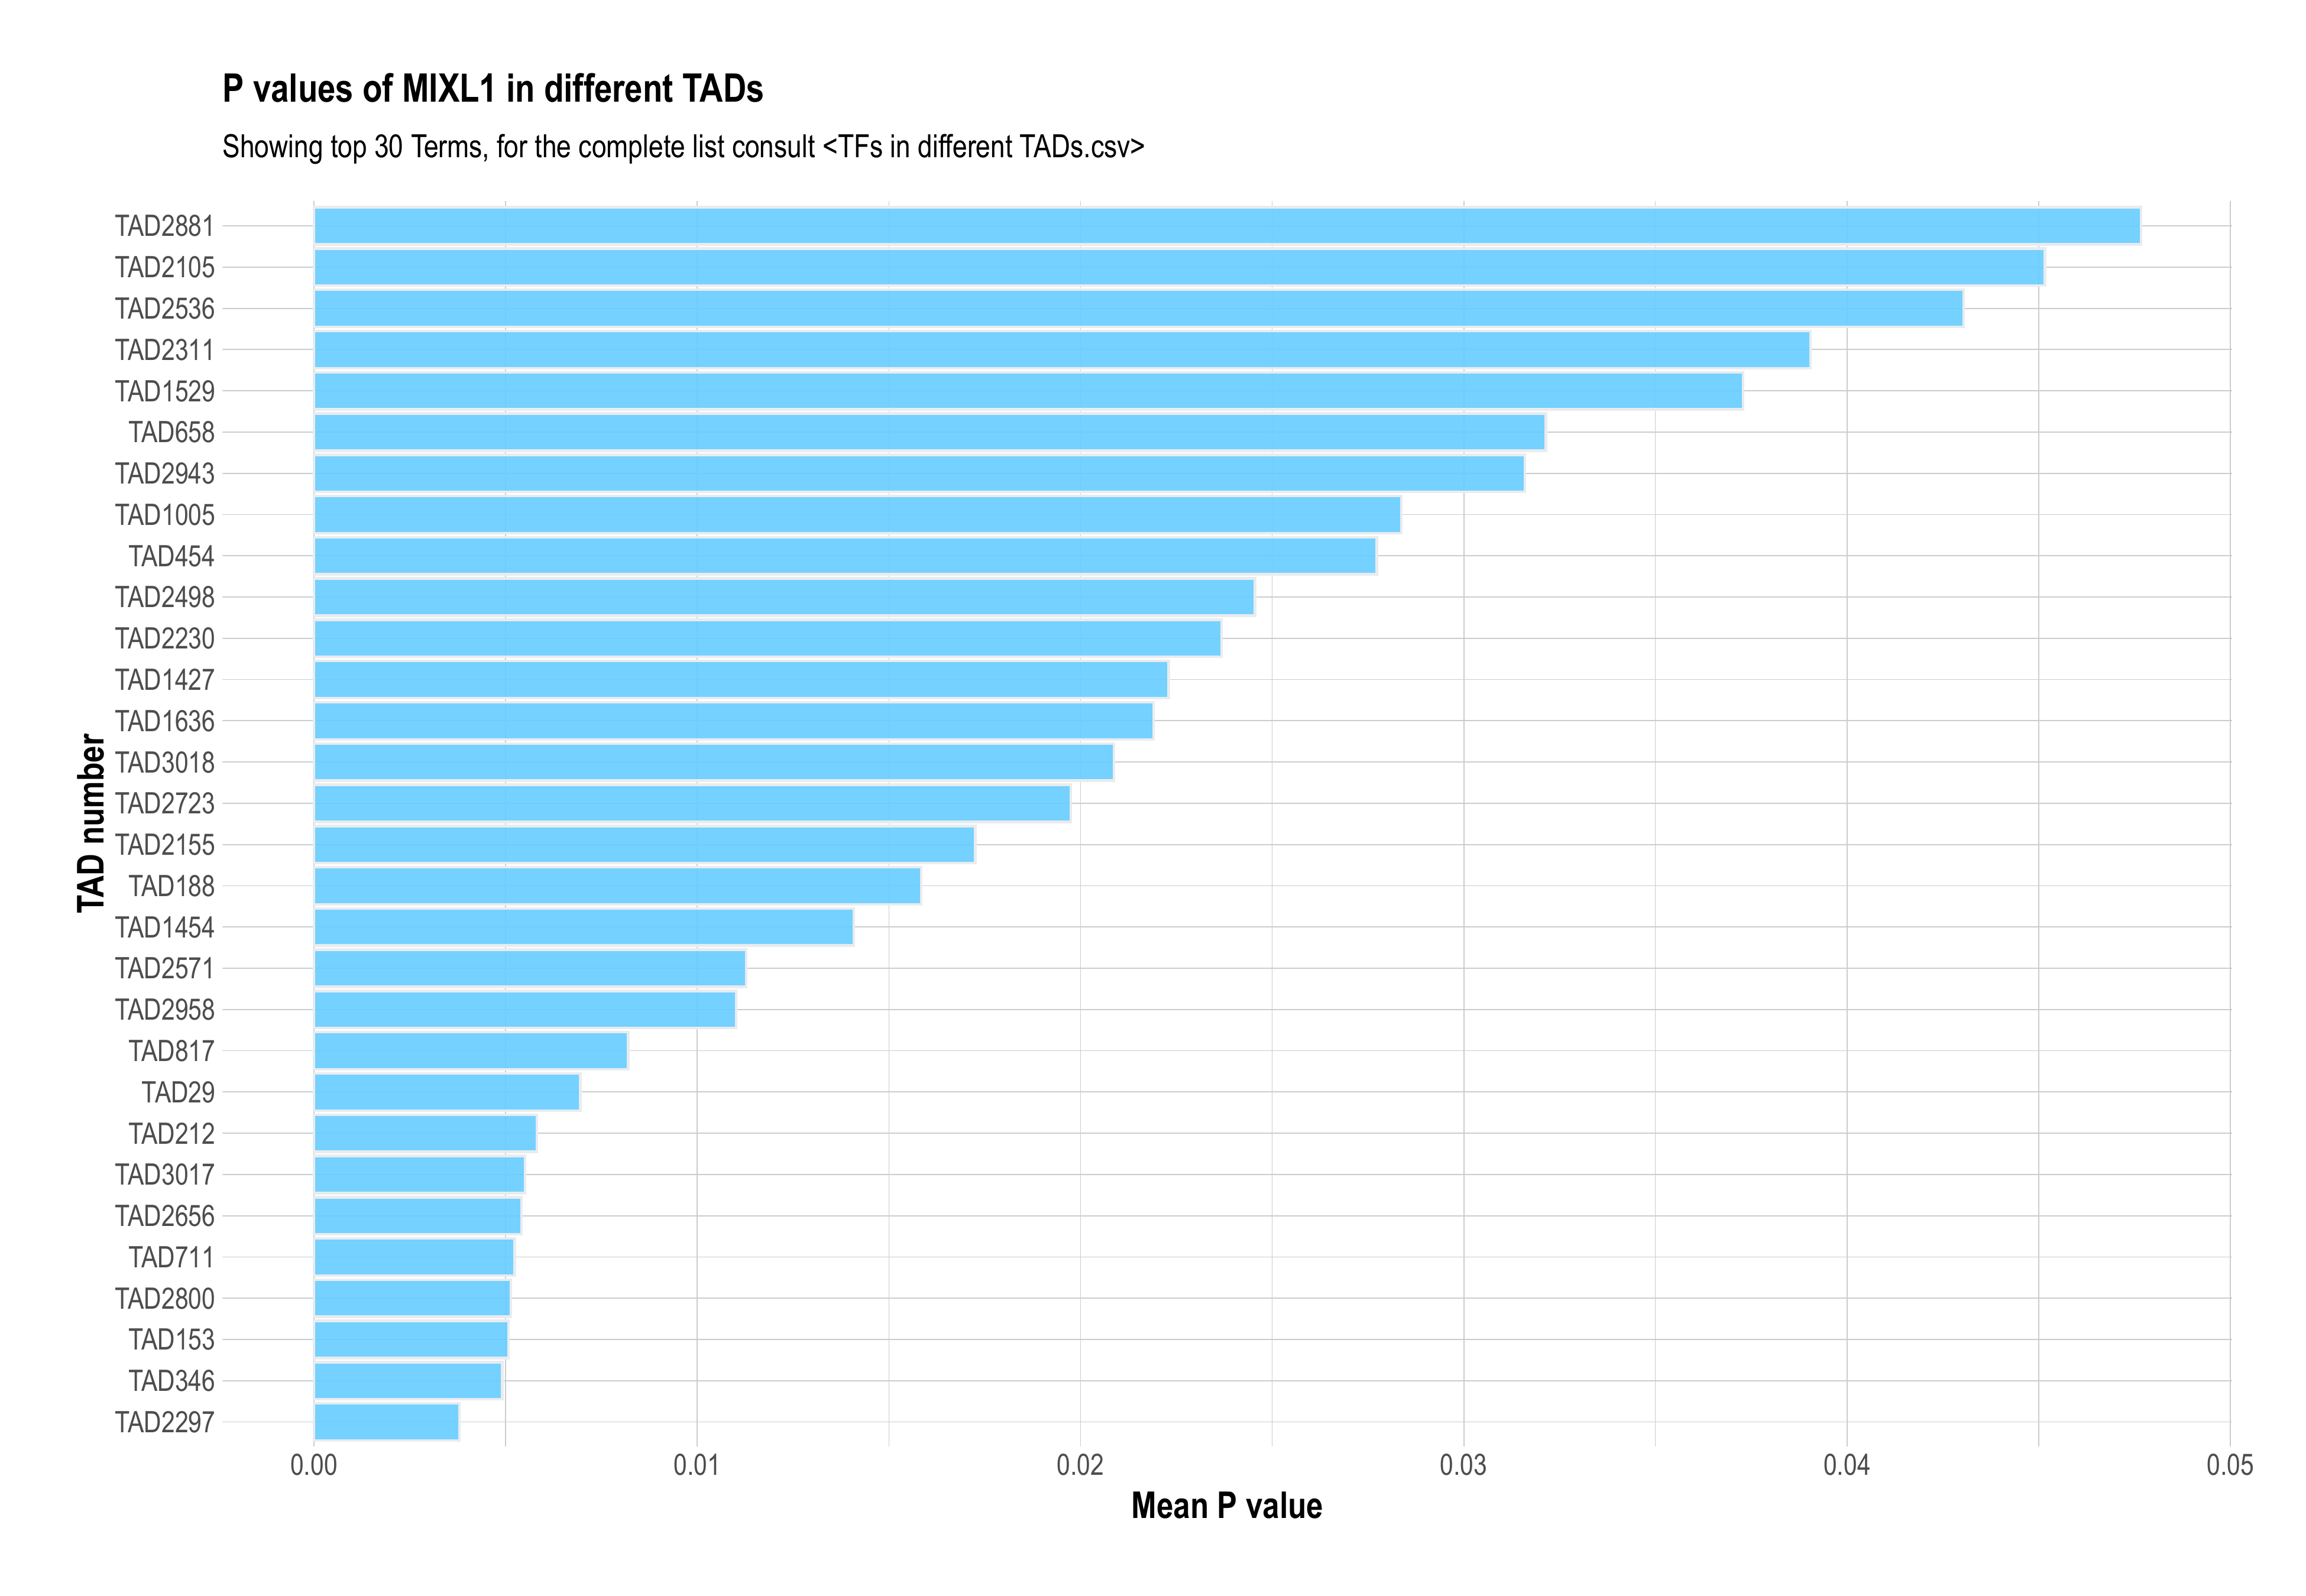 P values of MIXL1 in different TADs
Showing top 30 Terms, for the complete list consult <TFs in different TADs.csv>
TAD number
TAD2881
TAD2105
TAD2536
TAD2311
TAD1529
TAD658
TAD2943
TAD1005
TAD454
TAD2498
TAD2230
TAD1427
TAD1636
TAD3018
TAD2723
TAD2155
TAD188
TAD1454
TAD2571
TAD2958
TAD817
TAD29
TAD212
TAD3017
TAD2656
TAD711
TAD2800
TAD153
TAD346
TAD2297
0.00 0.01 0.02 0.03 0.04 0.05
Mean P value